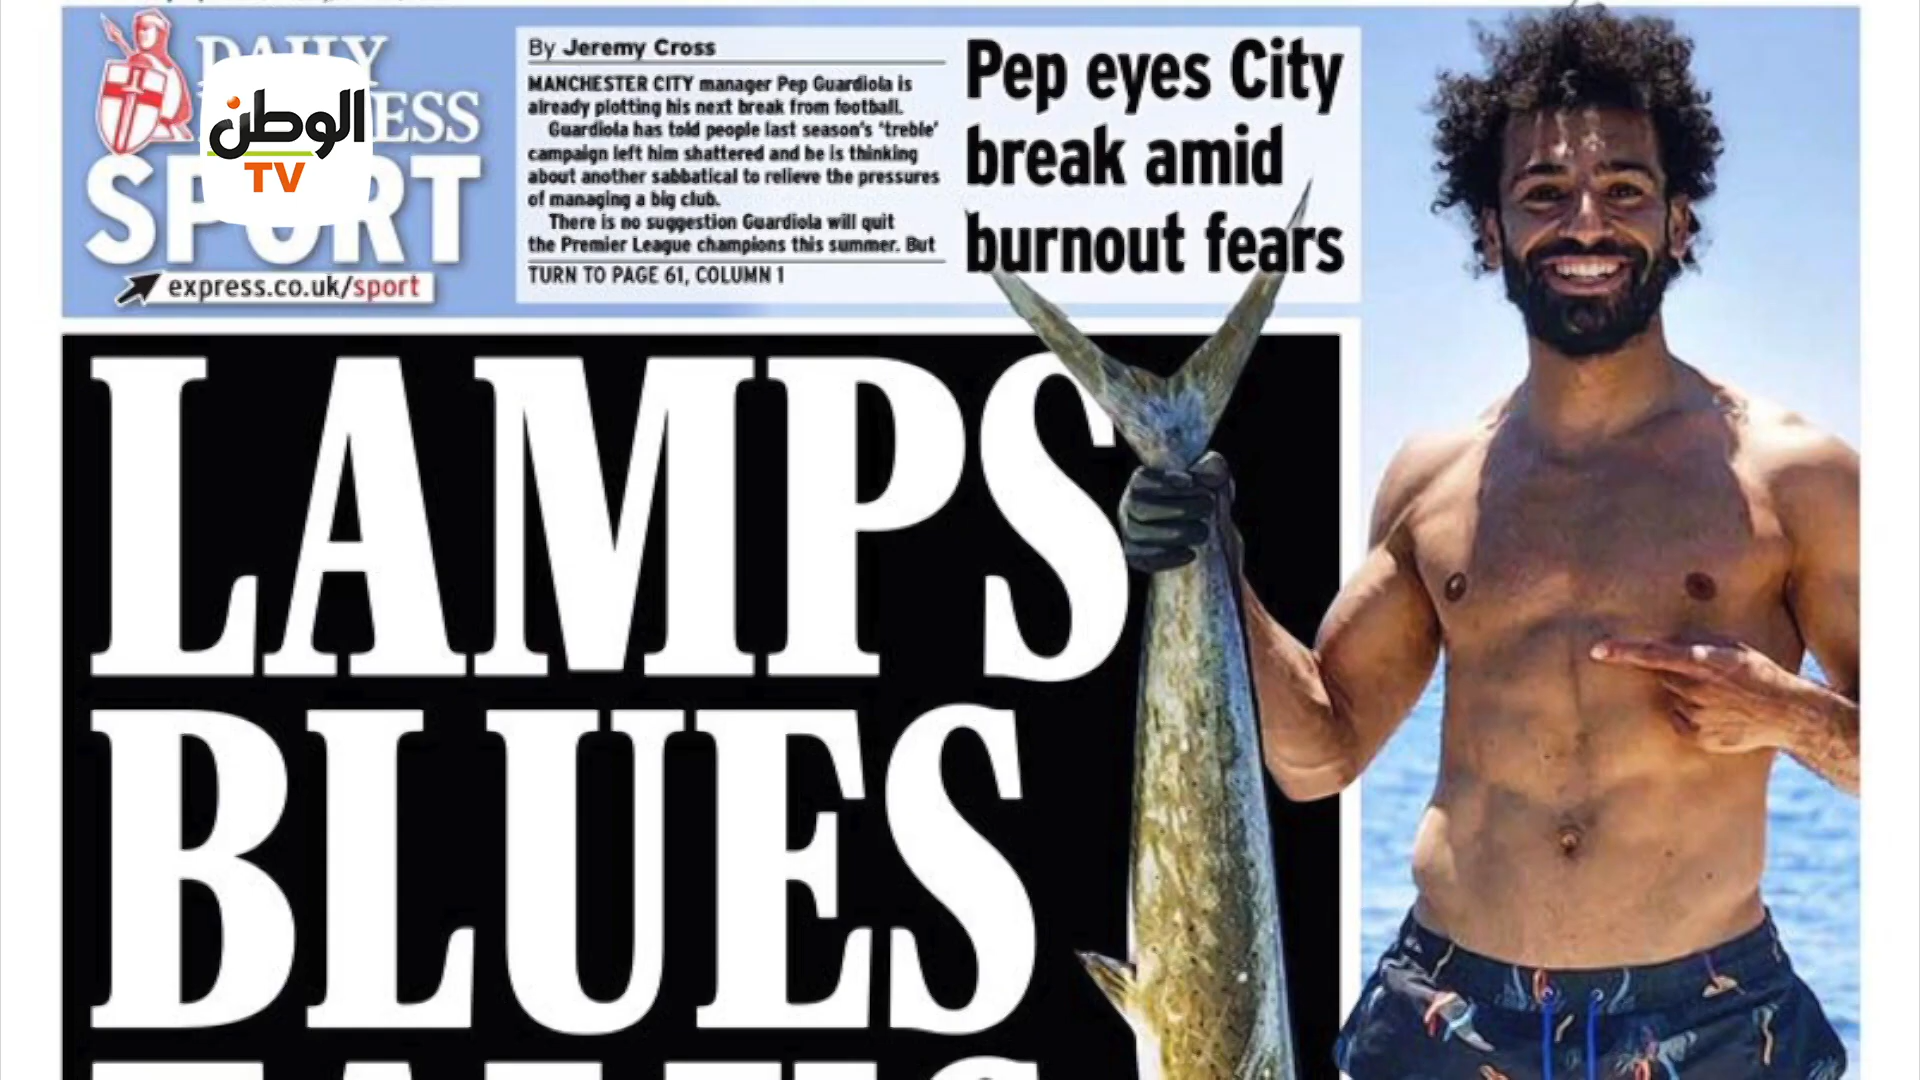 DAILY
ESS
SPORT
الوطن
TV
express.co.uk/sport
By Jeremy Cross
MANCHESTER CITY manager Pep Guardiola is
already plotting his next break from football.
Guardiola has told people last season's 'treble'
campaign left him shattered and he is thinking
about another sabbatical to relieve the pressures
of managing a big club.
There is no suggestion Guardiola will quit
the Premier League champions this summer. But
TURN TO PAGE 61, COLUMN 1
Pep eyes City
break amid
burnout fears
LAMPS
BLUES